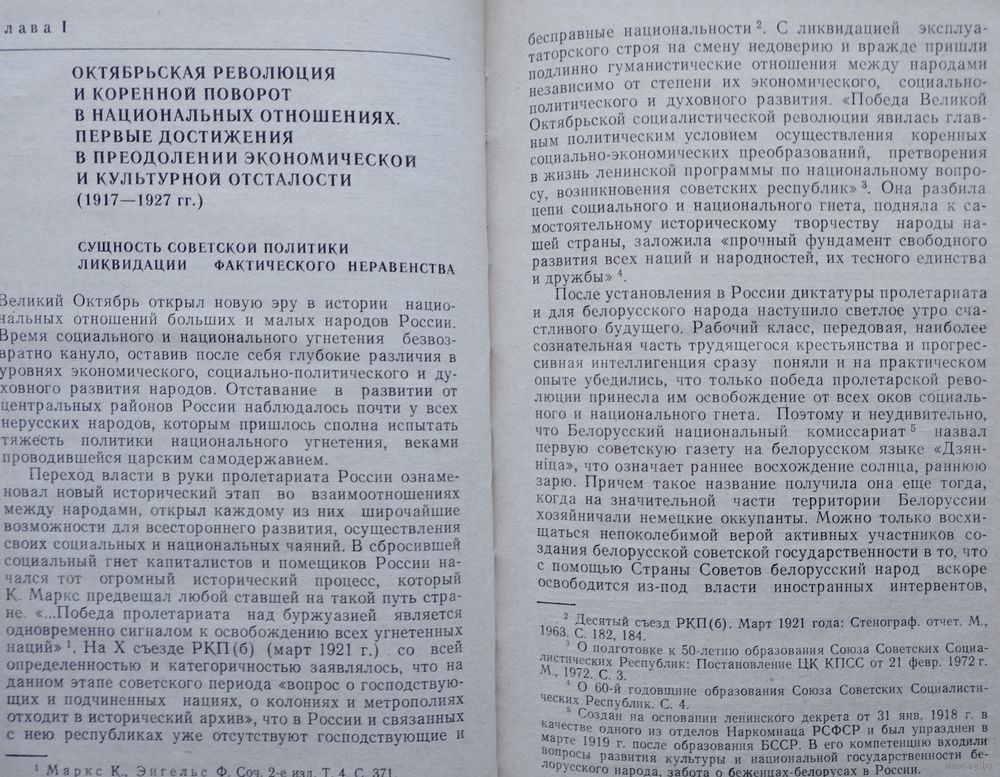 лава I
ОКТЯБРЬСКАЯ РЕВОЛЮЦИЯ
И КОРЕННОЙ ПОВОРОТ
В НАЦИОНАЛЬНЫХ ОТНОШЕНИЯХ.
ПЕРВЫЕ ДОСТИЖЕНИЯ
В ПРЕОДОЛЕНИИ ЭКОНОМИЧЕСКОЙ
И КУЛЬТУРНОЙ ОТСТАЛОСТИ
(1917—1927 гг.)
СУЩНОСТЬ СОВЕТСКОЙ ПОЛИТИКИ
ЛИКВИДАЦИИ ФАКТИЧЕСКОГО НЕРАВЕНСТВА
Великий Октябрь открыл новую эру в истории нацио-
нальных отношений больших и малых народов России.
Время социального и национального угнетения безвоз-
вратно кануло, оставив после себя глубокие различия в
уровнях экономического, социально-политического и ду-
ховного развития народов. Отставание в развитии от
центральных районов России наблюдалось почти у всех
нерусских народов, которым пришлось сполна испытать
тяжесть политики национального угнетения, веками
проводившейся царским самодержавием.
Переход власти в руки пролетариата России ознаме-
новал новый исторический этап во взаимоотношениях
между народами, открыл каждому из них широчайшие
возможности для всестороннего развития, осуществления
своих социальных и национальных чаяний. В сбросившей
социальный гнет капиталистов и помещиков России на-
чался тот огромный исторический процесс, который
К. Маркс предвещал любой ставшей на такой путь стра-
не. «...Победа пролетариата над буржуазией является
одновременно сигналом к освобождению всех угнетенных
наций» 1. На X съезде РКП(б) (март 1921 г.) со всей
определенностью и категоричностью заявлялось, что на
данном этапе советского периода «вопрос о господствую-
щих и подчиненных нациях, о колониях и метрополиях
отходит в исторический архив», что в России и связанных
с нею республиках уже отсутствуют господствующие и
1 Маркс К., Энгельс Ф. Соч. 2-е изд. Т. 4. С. 371.
бесправные национальности 2. С ликвидацией эксплуа-
таторского строя на смену недоверию и вражде пришли
подлинно гуманистические отношения между народами
независимо от степени их экономического, социально-
политического и духовного развития. «Победа Великой
Октябрьской социалистической революции явилась глав-
ным политическим условием осуществления коренных
социально-экономических преобразований, претворения
в жизнь ленинской программы по национальному вопро-
су, возникновения советских республик» 3. Она разбила
цепи социального и национального гнета, подняла к са-
мостоятельному историческому творчеству народы на-
шей страны, заложила «прочный фундамент свободного
развития всех наций и народностей, их тесного единства
и дружбы» 4.
После установления в России диктатуры пролетариата
и для белорусского народа наступило светлое утро сча-
стливого будущего. Рабочий класс, передовая, наиболее
сознательная часть трудящегося крестьянства и прогрес-
сивная интеллигенция сразу поняли и на практическом
опыте убедились, что только победа пролетарской рево-
люции принесла им освобождение от всех оков социаль-
ного и национального гнета. Поэтому и неудивительно,
что Белорусский национальный комиссариат 5 назвал
первую советскую газету на белорусском языке «Дзян-
ніца», что означает раннее восхождение солнца, раннюю
зарю. Причем такое название получила она еще тогда,
когда на значительной части территории Белоруссии
хозяйничали немецкие оккупанты. Можно только восхи-
щаться непоколебимой верой активных участников со-
здания белорусской советской государственности в то, что
с помощью Страны Советов белорусский народ вскоре
освободится из-под власти иностранных интервентов,
2 Десятый съезд РКП(б). Март 1921 года: Стенограф. отчет. М.,
1963. С. 182, 184.
3 О подготовке к 50-летию образования Союза Советских Социа-
листических Республик: Постановление ЦК КПСС от 21 февр. 1972 г.
М., 1972. С. 3.
4 О 60-й годовщине образования Союза Советских Социалисти-
ческих Республик. С. 4.
5 Создан на основании ленинского декрета от 31 янв. 1918 г. в
качестве одного из отделов Наркомнаца РСФСР и был упразднен в
марте 1919 г. после образования БССР. В его компетенцию входили
вопросы развития культуры и национальной государственности бе-
лорусского народа, забота о беженцах-белорусах в России.